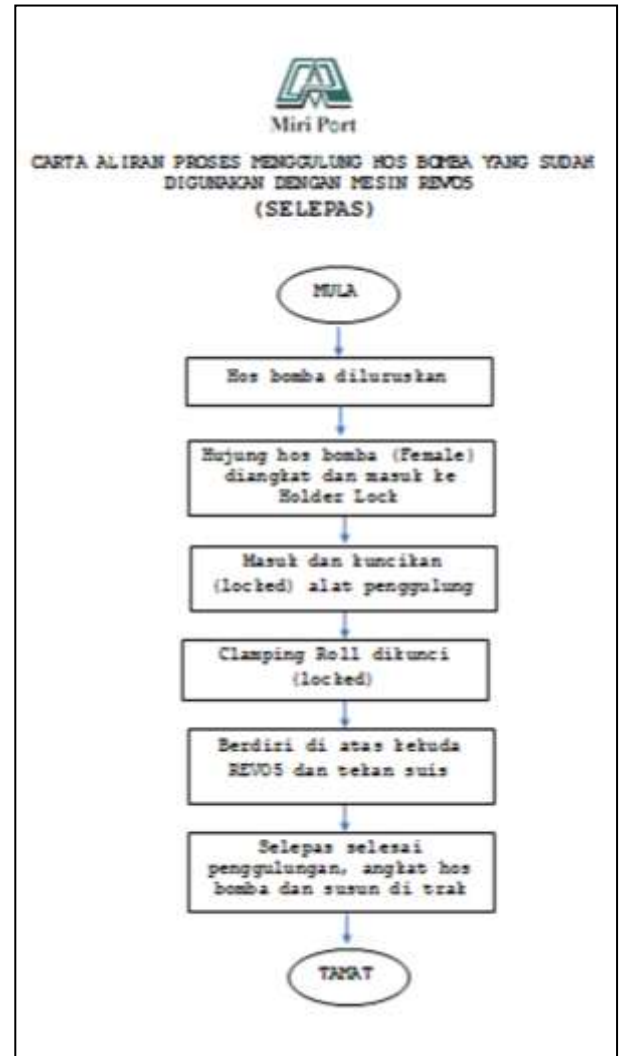 Miri Port
CARTA ALIRAN PROSES MENGGULUNG HOS BOMBA YANG SUDAH
DIGUNAKAN DENGAN MESIN REVO5
(SELEPAS)
MULA
Hos bomba diluruskan
Hujung hos bomba (Female)
diangkat dan masuk ke
Holder Lock
Masuk dan kuncikan
(locked) alat penggulung
Clamping Roll dikunci
(locked)
Berdiri di atas kekuda
REVO5 dan tekan suis
Selepas selesai
penggulungan, angkat hos
bomba dan susun di trak
TAMAT